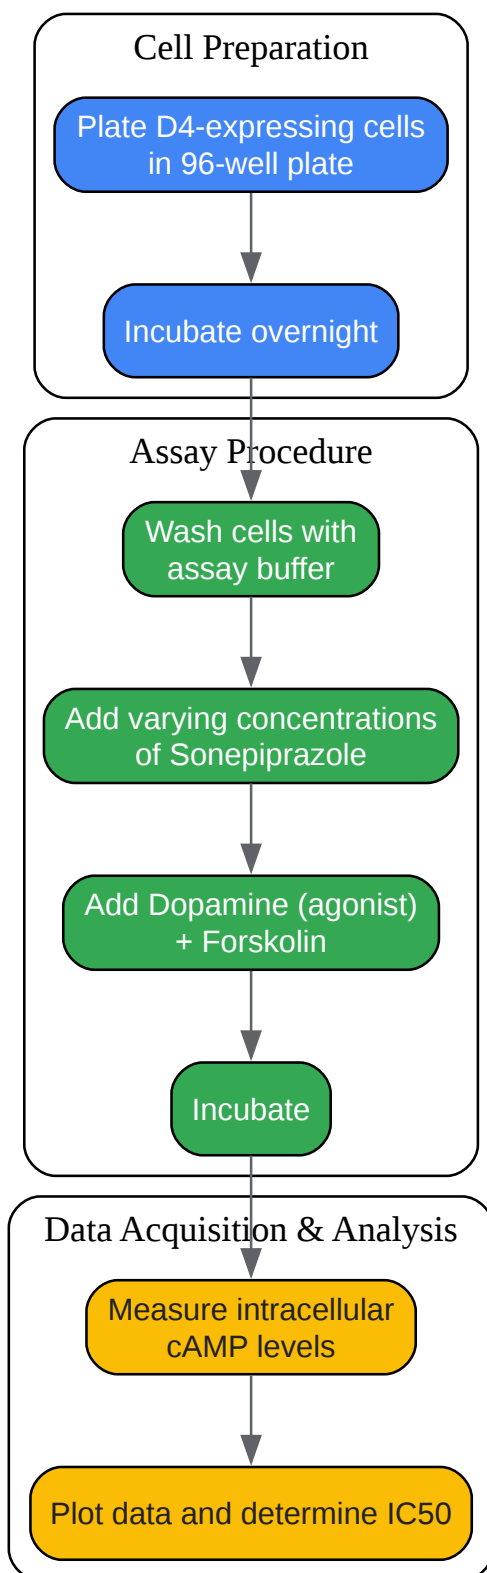 Cell Preparation
Plate D4-expressing cells
in 96-well plate
Incubate overnight
Assay Procedure
Wash cells with
assay buffer
Add varying concentrations
of Sonepiprazole
Add Dopamine (agonist)
+ Forskolin
Incubate
Data Acquisition & Analysis
Measure intracellular
cAMP levels
Plot data and determine IC50